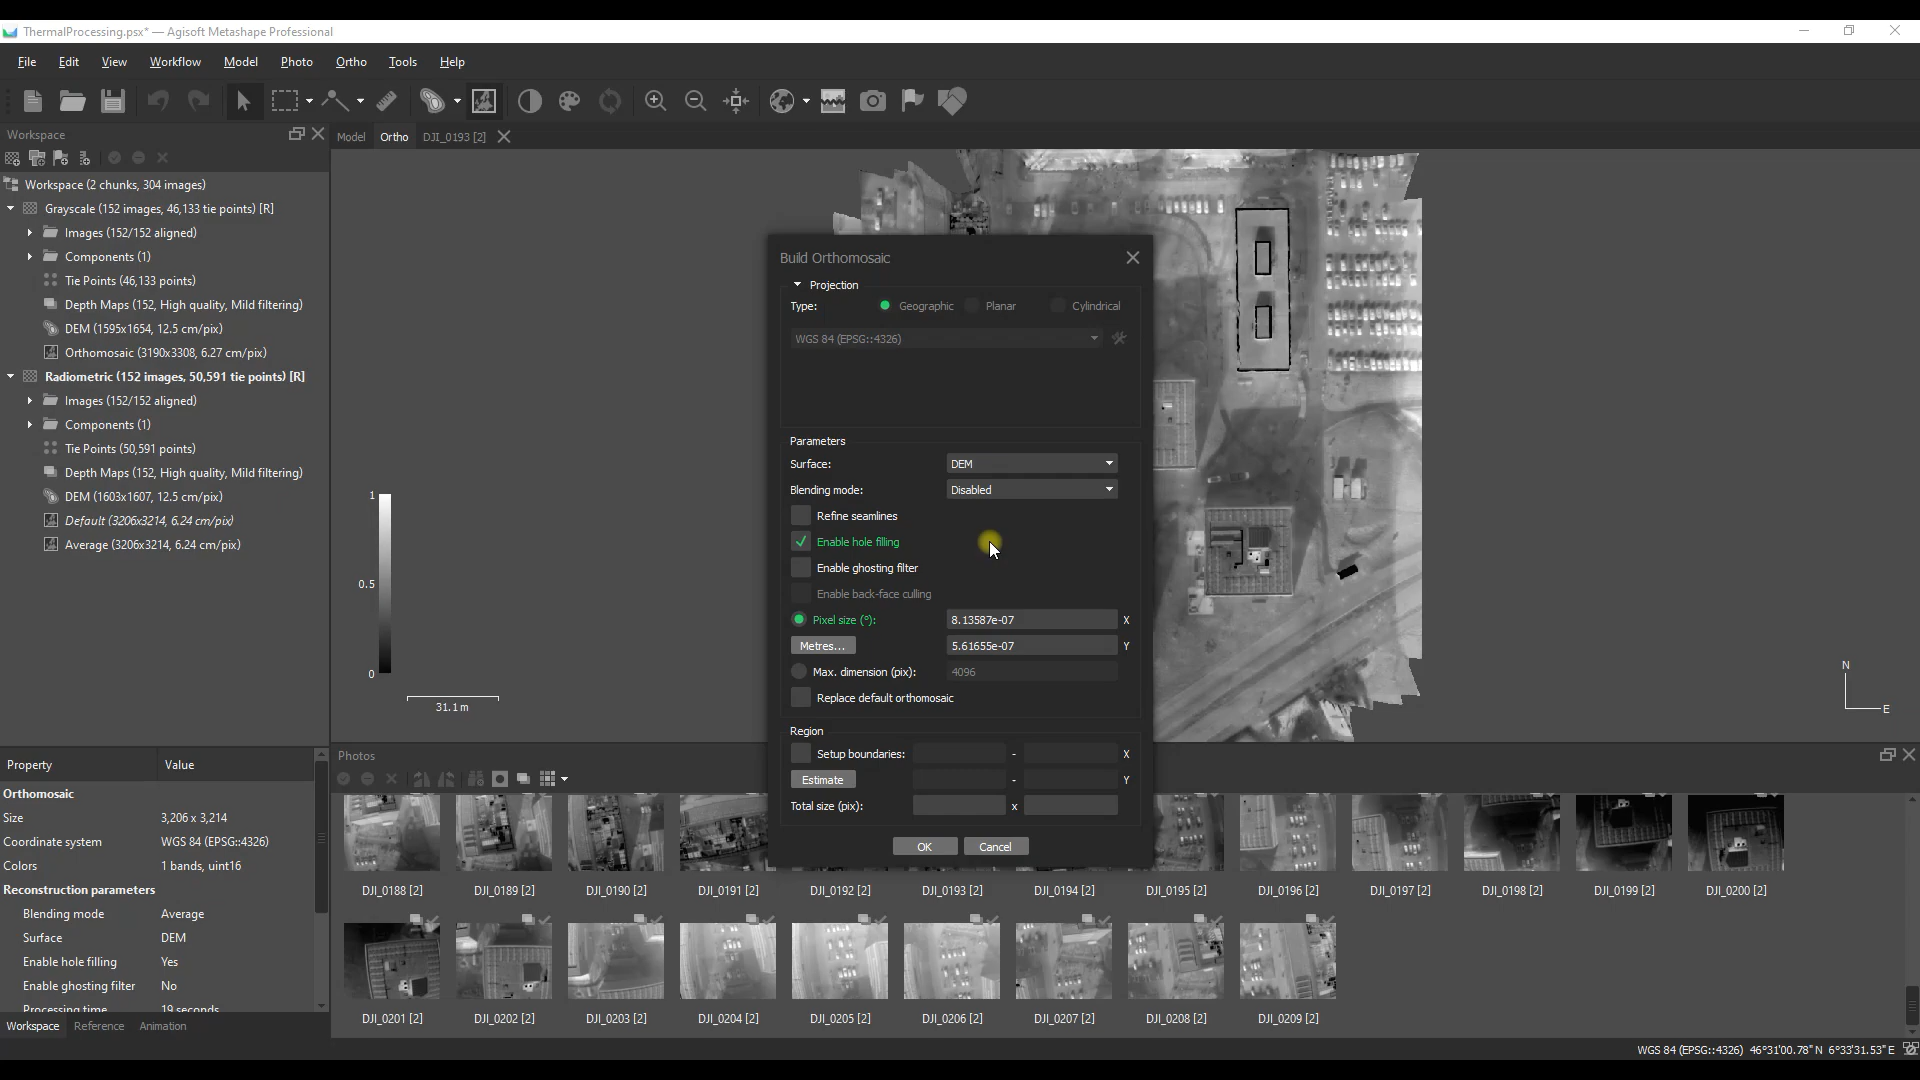 ThermalProcessing.psx* — Agisoft Metashape Professional
File Edit View Workflow Model Photo Ortho Tools Help
Workspace
Model Ortho DJI_0193 [2]
Workspace (2 chunks, 304 images)
Grayscale (152 images, 46,133 tie points) [R]
Images (152/152 aligned)
Components (1)
Tie Points (46,133 points)
Depth Maps (152, High quality, Mild filtering)
DEM (1595x1654, 12.5 cm/pix)
Orthomosaic (3190x3308, 6.27 cm/pix)
Radiometric (152 images, 50,591 tie points) [R]
Images (152/152 aligned)
Components (1)
Tie Points (50,591 points)
Depth Maps (152, High quality, Mild filtering)
DEM (1603x1607, 12.5 cm/pix)
Default (3206x3214, 6.24 cm/pix)
Average (3206x3214, 6.24 cm/pix)
1
0.5
0
31.1 m
N
E
Build Orthomosaic
Projection
Type: Geographic Planar Cylindrical
WGS 84 (EPSG::4326)
Parameters
Surface: DEM
Blending mode: Disabled
Refine seamlines
Enable hole filling
Enable ghosting filter
Enable back-face culling
Pixel size (°): 8.13587e-07 X
Metres... 5.61655e-07 Y
Max. dimension (pix): 4096
Replace default orthomosaic
Region
Setup boundaries: - X
Estimate - Y
Total size (pix): x
OK Cancel
Property Value
Orthomosaic
Size 3,206 x 3,214
Coordinate system WGS 84 (EPSG::4326)
Colors 1 bands, uint16
Reconstruction parameters
Blending mode Average
Surface DEM
Enable hole filling Yes
Enable ghosting filter No
Processing time 19 seconds
Workspace Reference Animation
Photos
DJI_0188 [2] DJI_0189 [2] DJI_0190 [2] DJI_0191 [2] DJI_0192 [2] DJI_0193 [2] DJI_0194 [2] DJI_0195 [2] DJI_0196 [2] DJI_0197 [2] DJI_0198 [2] DJI_0199 [2] DJI_0200 [2]
DJI_0201 [2] DJI_0202 [2] DJI_0203 [2] DJI_0204 [2] DJI_0205 [2] DJI_0206 [2] DJI_0207 [2] DJI_0208 [2] DJI_0209 [2]
WGS 84 (EPSG::4326) 46°31'00.78" N 6°33'31.53" E